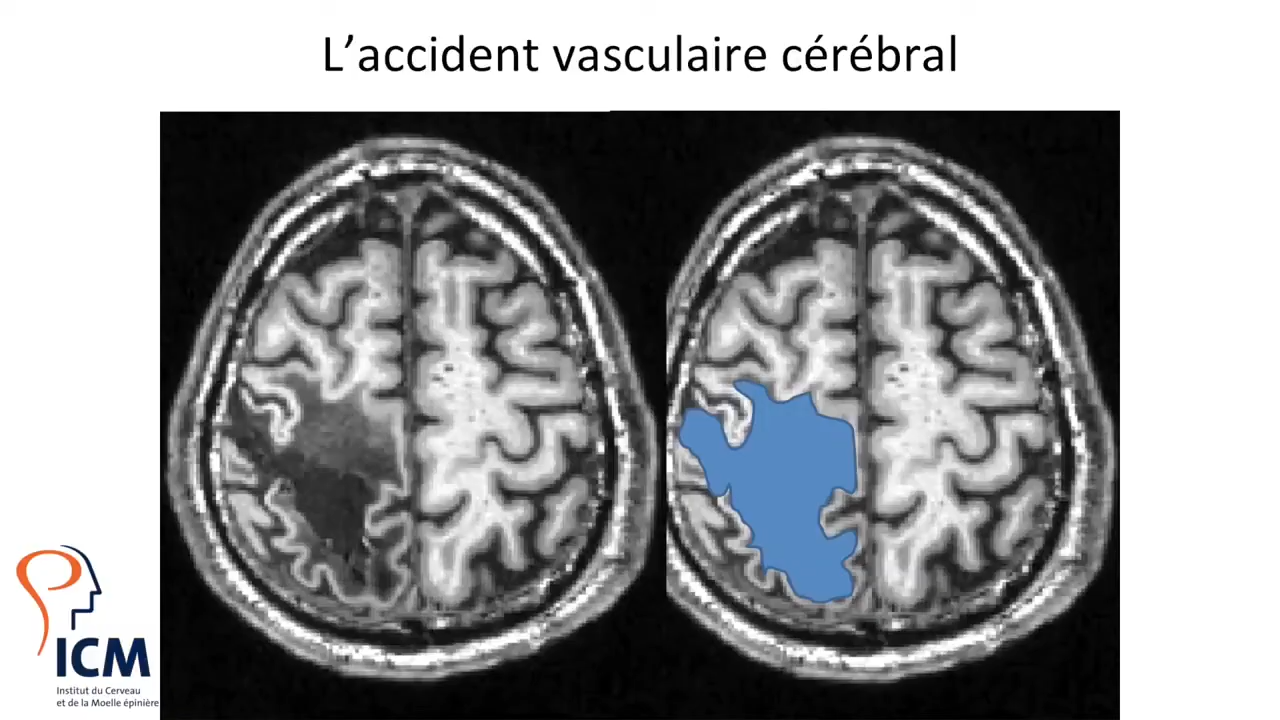 L’accident vasculaire cérébral
ICM
Institut du Cerveau
et de la Moelle épinière